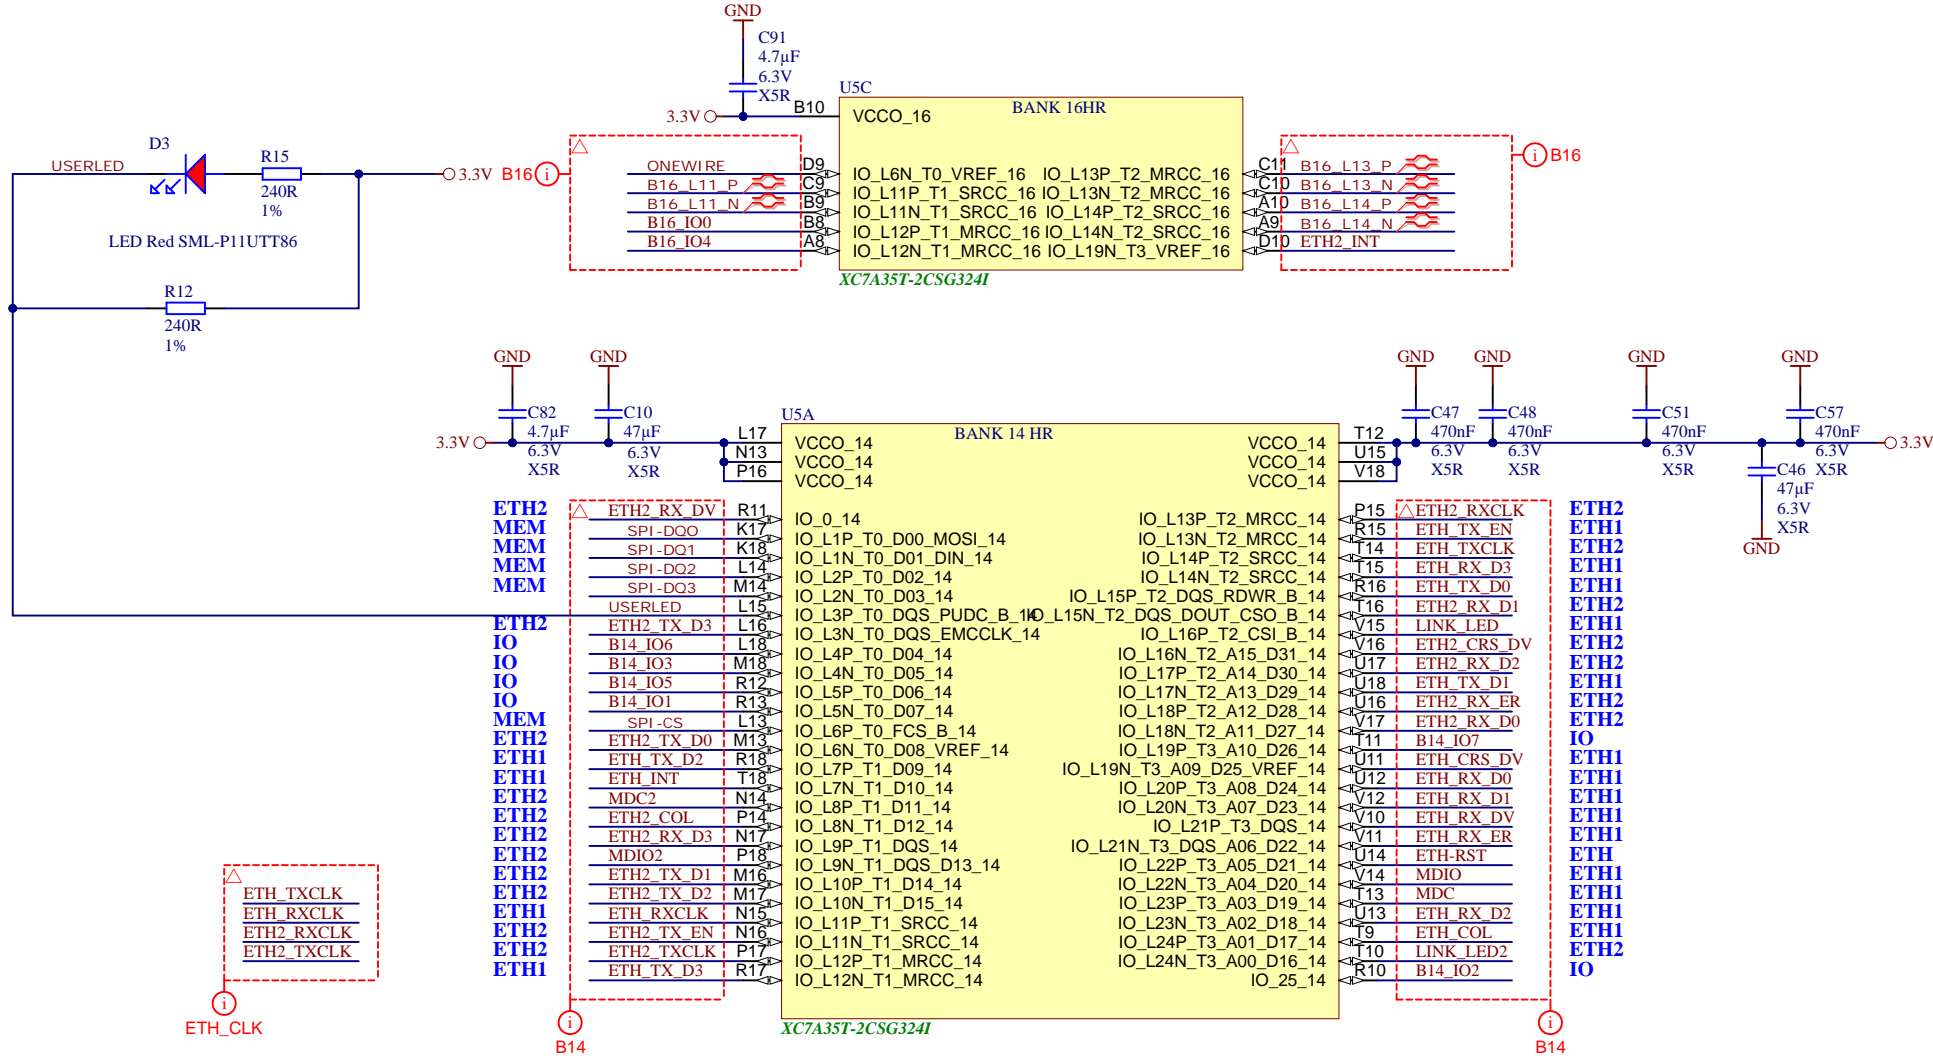 GND
C91
4.7µF
6.3V
X5R
3.3V
B10
U5C
BANK 16HR
VCCO_16
D3
USERLED
R15
240R
1%
LED Red SML-P11UTT86
3.3V
R12
240R
1%
B16
ONEWIRE D9 IO_L6N_T0_VREF_16
B16_L11_P C9 IO_L11P_T1_SRCC_16
B16_L11_N B9 IO_L11N_T1_SRCC_16
B16_IO0 B8 IO_L12P_T1_MRCC_16
B16_IO4 A8 IO_L12N_T1_MRCC_16
IO_L13P_T2_MRCC_16 C11 B16_L13_P
IO_L13N_T2_MRCC_16 C10 B16_L13_N
IO_L14P_T2_SRCC_16 A10 B16_L14_P
IO_L14N_T2_SRCC_16 A9 B16_L14_N
IO_L19N_T3_VREF_16 D10 ETH2_INT
B16
XC7A35T-2CSG324I
GND
C82
4.7µF
6.3V
X5R
GND
C10
47µF
6.3V
X5R
3.3V
U5A
BANK 14 HR
L17 VCCO_14
N13 VCCO_14
P16 VCCO_14
VCCO_14 T12
VCCO_14 U15
VCCO_14 V18
GND
C47
470nF
6.3V
X5R
GND
C48
470nF
6.3V
X5R
GND
C51
470nF
6.3V
X5R
GND
C57
470nF
6.3V
X5R
3.3V
C46
47µF
6.3V
X5R
GND
ETH2 ETH2_RX_DV R11 IO_0_14
MEM SPI-DQ0 K17 IO_L1P_T0_D00_MOSI_14
MEM SPI-DQ1 K18 IO_L1N_T0_D01_DIN_14
MEM SPI-DQ2 L14 IO_L2P_T0_D02_14
MEM SPI-DQ3 M14 IO_L2N_T0_D03_14
USERLED L15 IO_L3P_T0_DQS_PUDC_B_14
ETH2 ETH2_TX_D3 L16 IO_L3N_T0_DQS_EMCCLK_14
IO B14_IO6 L18 IO_L4P_T0_D04_14
IO B14_IO3 M18 IO_L4N_T0_D05_14
IO B14_IO5 R12 IO_L5P_T0_D06_14
IO B14_IO1 R13 IO_L5N_T0_D07_14
MEM SPI-CS L13 IO_L6P_T0_FCS_B_14
ETH2 ETH2_TX_D0 M13 IO_L6N_T0_D08_VREF_14
ETH1 ETH_TX_D2 R18 IO_L7P_T1_D09_14
ETH1 ETH_INT T18 IO_L7N_T1_D10_14
ETH2 MDC2 N14 IO_L8P_T1_D11_14
ETH2 ETH2_COL P14 IO_L8N_T1_D12_14
ETH2 ETH2_RX_D3 N17 IO_L9P_T1_DQS_14
ETH2 MDIO2 P18 IO_L9N_T1_DQS_D13_14
ETH2 ETH2_TX_D1 M16 IO_L10P_T1_D14_14
ETH2 ETH2_TX_D2 M17 IO_L10N_T1_D15_14
ETH1 ETH_RXCLK N15 IO_L11P_T1_SRCC_14
ETH2 ETH2_TX_EN N16 IO_L11N_T1_SRCC_14
ETH2 ETH2_TXCLK P17 IO_L12P_T1_MRCC_14
ETH1 ETH_TX_D3 R17 IO_L12N_T1_MRCC_14
IO_L13P_T2_MRCC_14 P15 ETH2_RXCLK ETH2
IO_L13N_T2_MRCC_14 R15 ETH_TX_EN ETH1
IO_L14P_T2_SRCC_14 T14 ETH_TXCLK ETH2
IO_L14N_T2_SRCC_14 T15 ETH_RX_D3 ETH1
IO_L15P_T2_DQS_RDWR_B_14 R16 ETH_TX_D0 ETH1
IO_L15N_T2_DQS_DOUT_CSO_B_14 T16 ETH2_RX_D1 ETH2
IO_L16P_T2_CSI_B_14 V15 LINK_LED ETH1
IO_L16N_T2_A15_D31_14 V16 ETH2_CRS_DV ETH2
IO_L17P_T2_A14_D30_14 U17 ETH2_RX_D2 ETH2
IO_L17N_T2_A13_D29_14 U18 ETH_TX_D1 ETH1
IO_L18P_T2_A12_D28_14 U16 ETH2_RX_ER ETH2
IO_L18N_T2_A11_D27_14 V17 ETH2_RX_D0 ETH2
IO_L19P_T3_A10_D26_14 T11 B14_IO7 IO
IO_L19N_T3_A09_D25_VREF_14 U11 ETH_CRS_DV ETH1
IO_L20P_T3_A08_D24_14 U12 ETH_RX_D0 ETH1
IO_L20N_T3_A07_D23_14 V12 ETH_RX_D1 ETH1
IO_L21P_T3_DQS_14 V10 ETH_RX_DV ETH1
IO_L21N_T3_DQS_A06_D22_14 V11 ETH_RX_ER ETH1
IO_L22P_T3_A05_D21_14 U14 ETH-RST ETH
IO_L22N_T3_A04_D20_14 V14 MDIO ETH1
IO_L23P_T3_A03_D19_14 T13 MDC ETH1
IO_L23N_T3_A02_D18_14 U13 ETH_RX_D2 ETH1
IO_L24P_T3_A01_D17_14 T9 ETH_COL ETH1
IO_L24N_T3_A00_D16_14 T10 LINK_LED2 ETH2
IO_25_14 R10 B14_IO2 IO
ETH_TXCLK
ETH_RXCLK
ETH2_RXCLK
ETH2_TXCLK
ETH_CLK
B14
XC7A35T-2CSG324I
B14